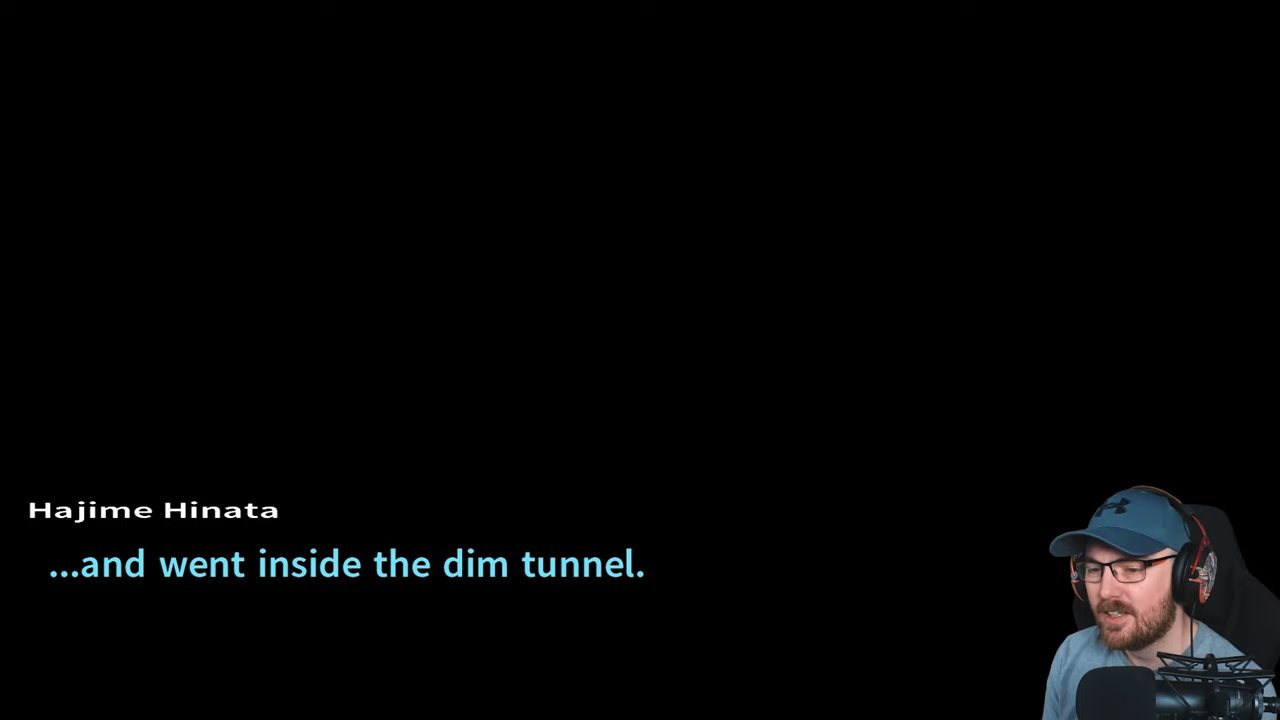 Hajime Hinata
...and went inside the dim tunnel.